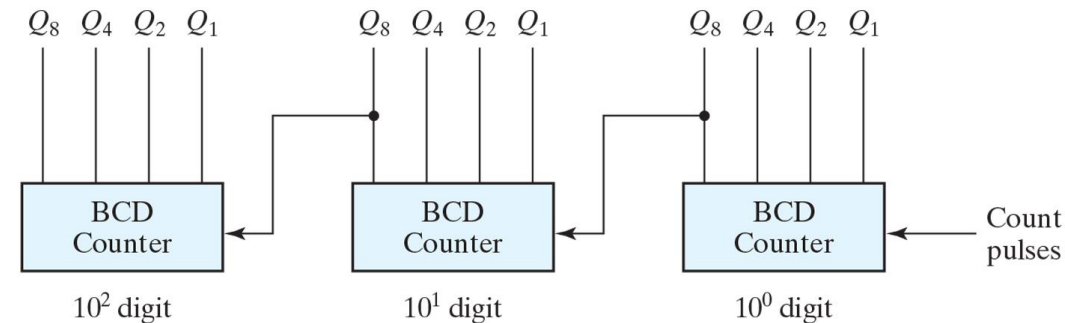 Q₈ Q₄ Q₂ Q₁ Q₈ Q₄ Q₂ Q₁ Q₈ Q₄ Q₂ Q₁
BCD
Counter
BCD
Counter
BCD
Counter
Count
pulses
10² digit
10¹ digit
10⁰ digit